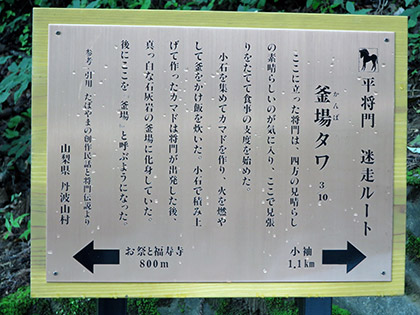 平将門 迷走ルート
かんば
釜場タワ 3/10
ここに立った将門は、四方の見晴らし
の素晴らしいのが気に入り、ここで見張
りをたてて食事の支度を始めた。
小石を集めてカマドを作り、火を燃や
して釜をかけ飯を炊いた。小石で積み上
げて作ったカマドは将門が出発した後、
真っ白な石灰岩の釜場に化身していた。
後にここを「釜場」と呼ぶようになった。
参考・引用 たばやまの創作民話と将門伝説より
山梨県 丹波山村
お祭と福寿寺
800m
小袖
1,1km